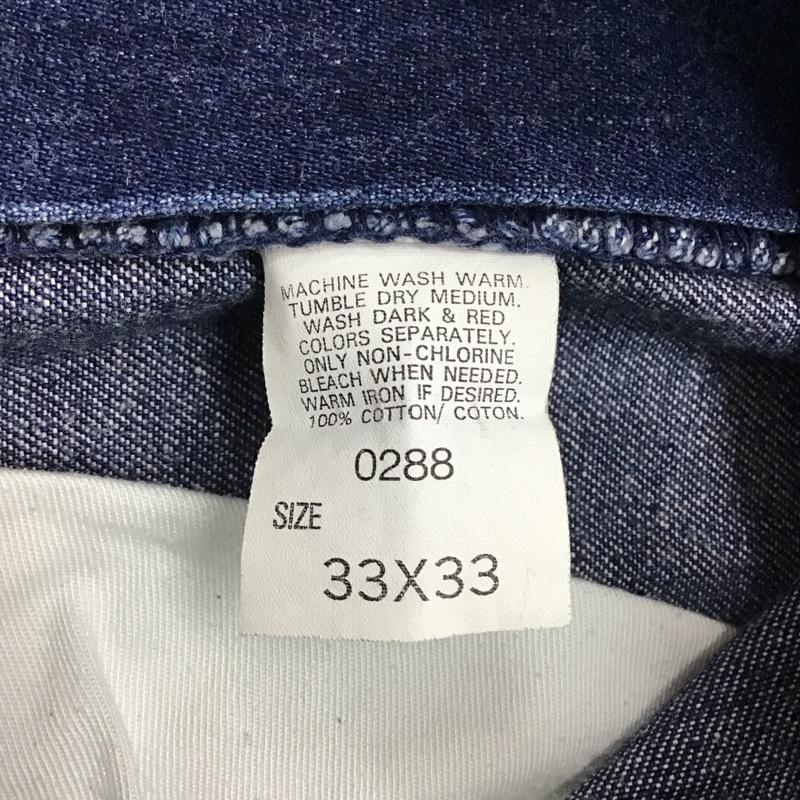 MACHINE WASH WARM.
TUMBLE DRY MEDIUM.
WASH DARK & RED
COLORS SEPARATELY.
ONLY NON-CHLORINE
BLEACH WHEN NEEDED.
WARM IRON IF DESIRED.
100% COTTON/ COTON.
0288
SIZE
33X33